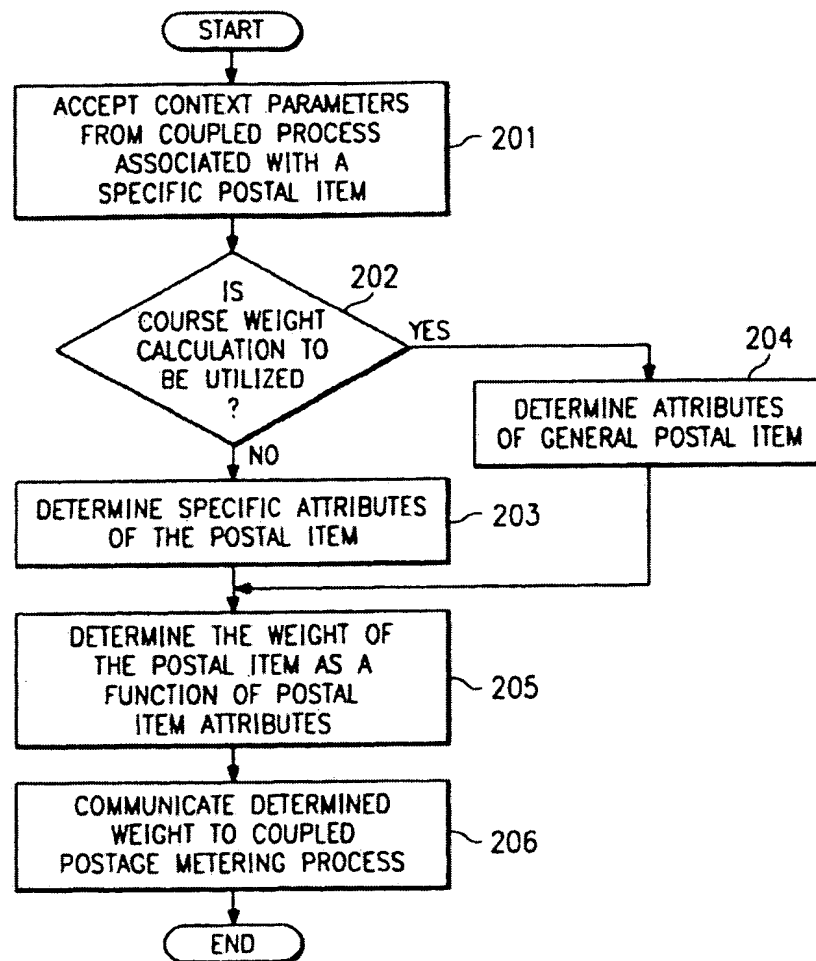 START
ACCEPT CONTEXT PARAMETERS
FROM COUPLED PROCESS
ASSOCIATED WITH A
SPECIFIC POSTAL ITEM
201
IS
COURSE WEIGHT
CALCULATION TO
BE UTILIZED
?
202
YES
204
DETERMINE ATTRIBUTES
OF GENERAL POSTAL ITEM
NO
DETERMINE SPECIFIC ATTRIBUTES
OF THE POSTAL ITEM
203
DETERMINE THE WEIGHT OF
THE POSTAL ITEM AS A
FUNCTION OF POSTAL
ITEM ATTRIBUTES
205
COMMUNICATE DETERMINED
WEIGHT TO COUPLED
POSTAGE METERING PROCESS
206
END